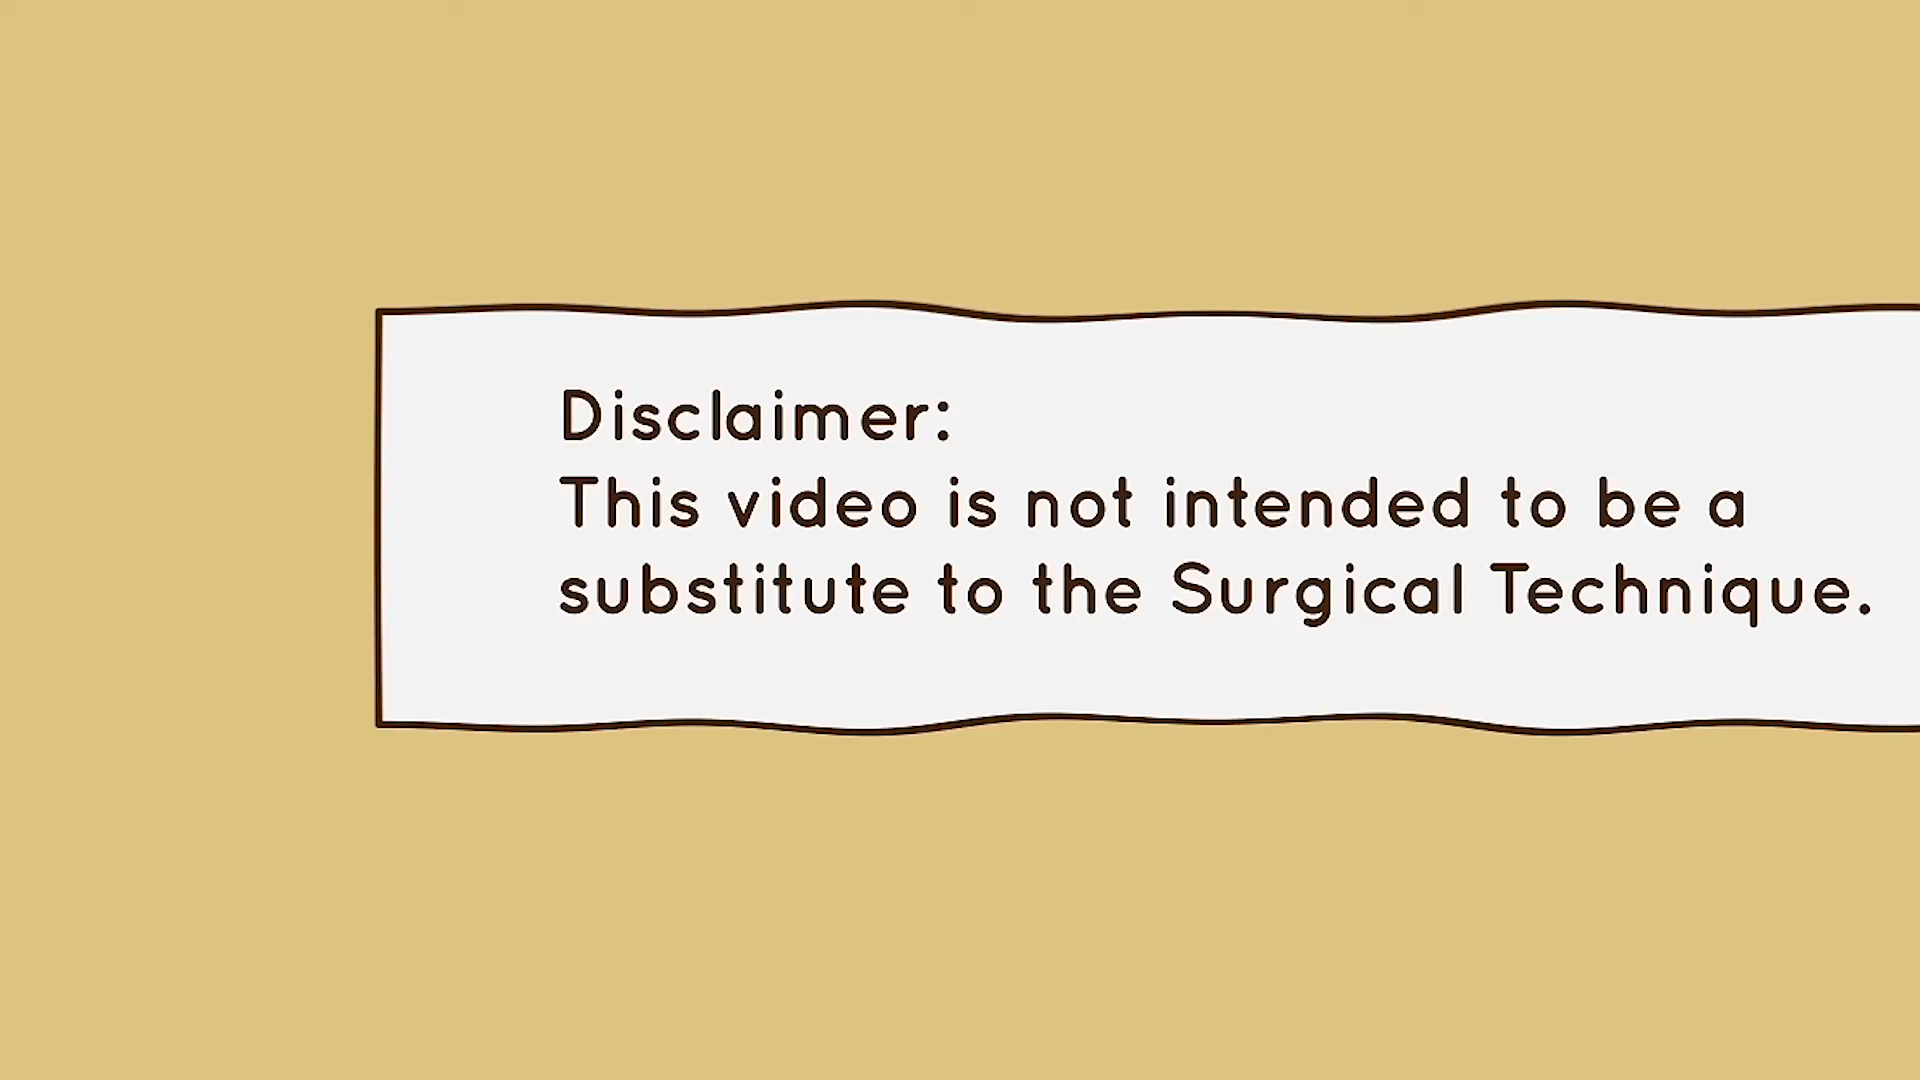 Disclaimer:
This video is not intended to be a
substitute to the Surgical Technique.